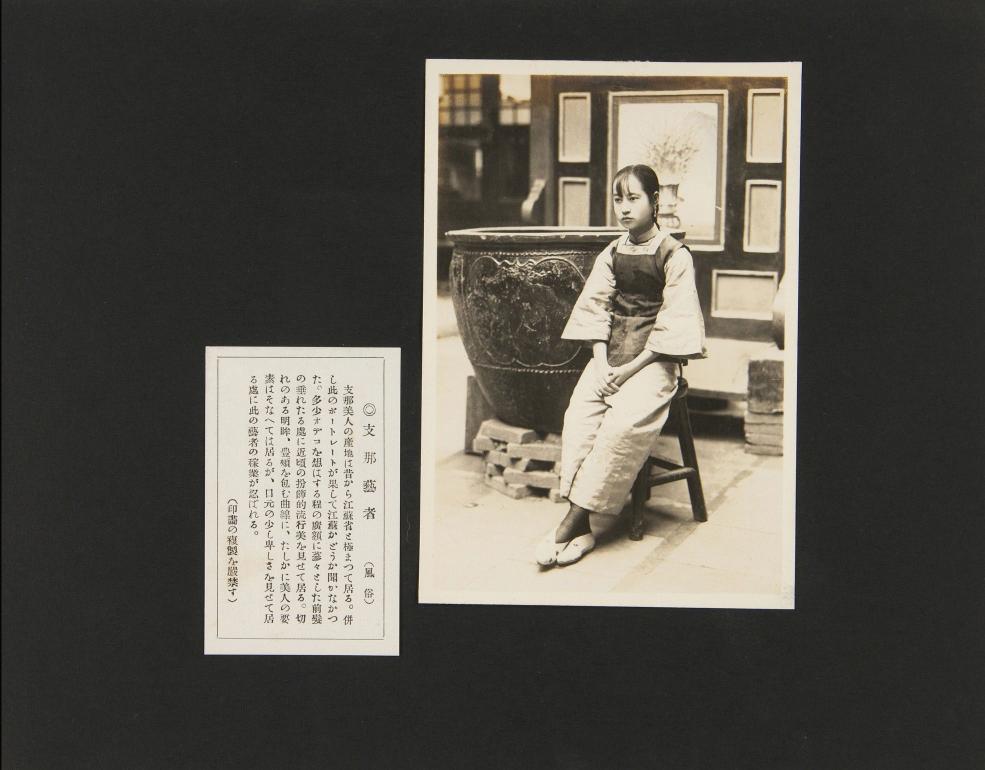 ◎支那藝者 (風俗)
支那美人の産地は昔から江蘇省と極まつて居る。併
し此のポートレートが果して江蘇かどうか聞かなかつ
た。多少オデコを想はする程の廣額に夢々とした前髮
の垂れたる處に近頃の扮飾的流行美を見せて居る。切
れのある明眸、豊頬を包む曲線に、たしかに美人の要
素はそなへては居るが、口元の少し卑しさを見せて居
る處に此の藝者の稼業が忍ばれる。
(印畵の複製を嚴禁す)